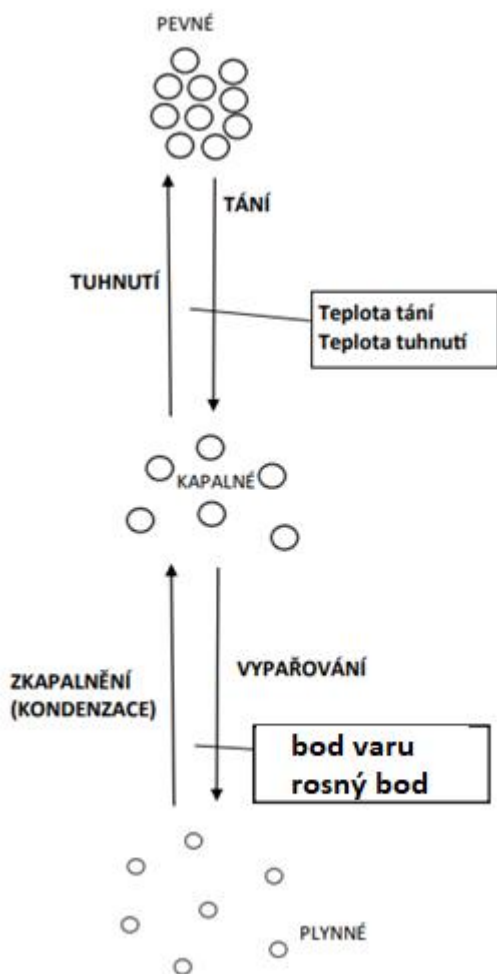 PEVNÉ
TÁNÍ
TUHNUTÍ
Teplota tání
Teplota tuhnutí
KAPALNÉ
VYPAŘOVÁNÍ
ZKAPALNĚNÍ
(KONDENZACE)
bod varu
rosný bod
PLYNNÉ